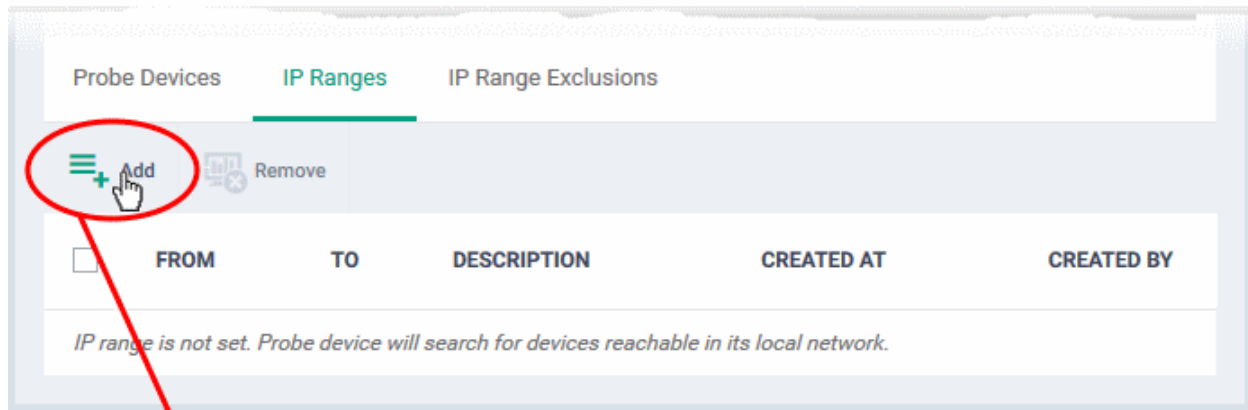 Probe Devices IP Ranges IP Range Exclusions
Add Remove
FROM TO DESCRIPTION CREATED AT CREATED BY
IP range is not set. Probe device will search for devices reachable in its local network.